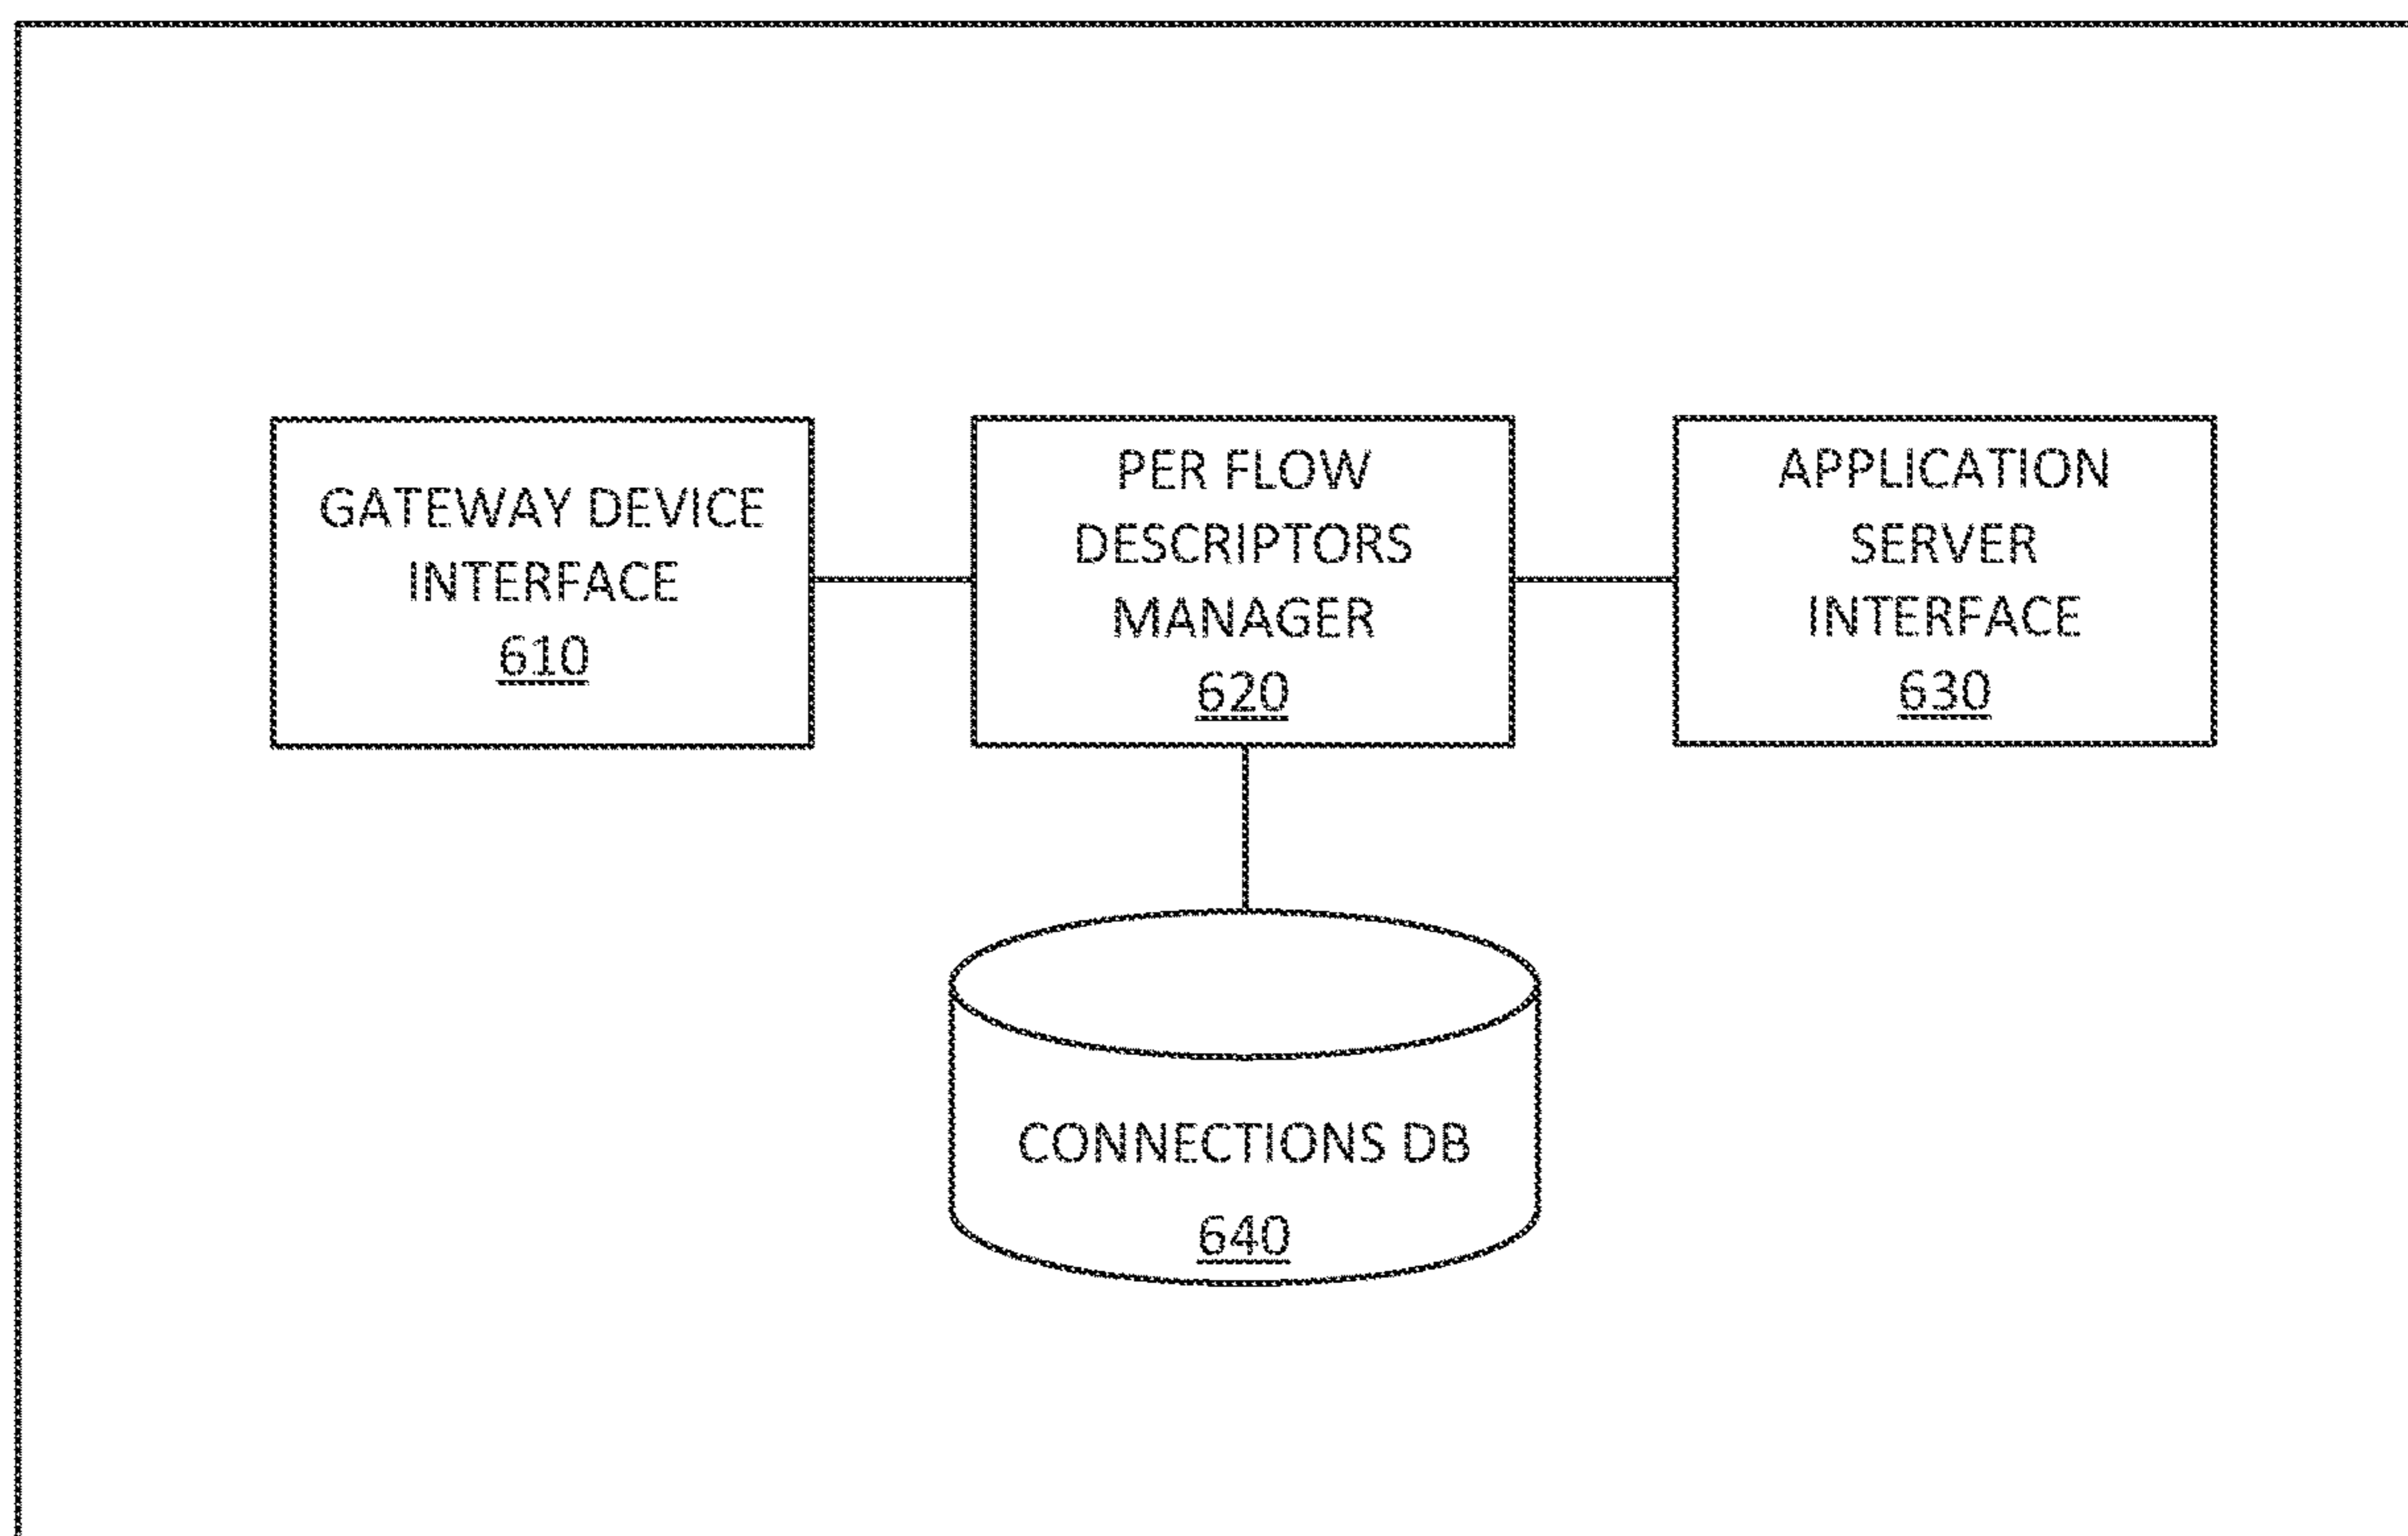 GATEWAY DEVICE
INTERFACE
610
PER FLOW
DESCRIPTORS
MANAGER
620
APPLICATION
SERVER
INTERFACE
630
CONNECTIONS DB
640